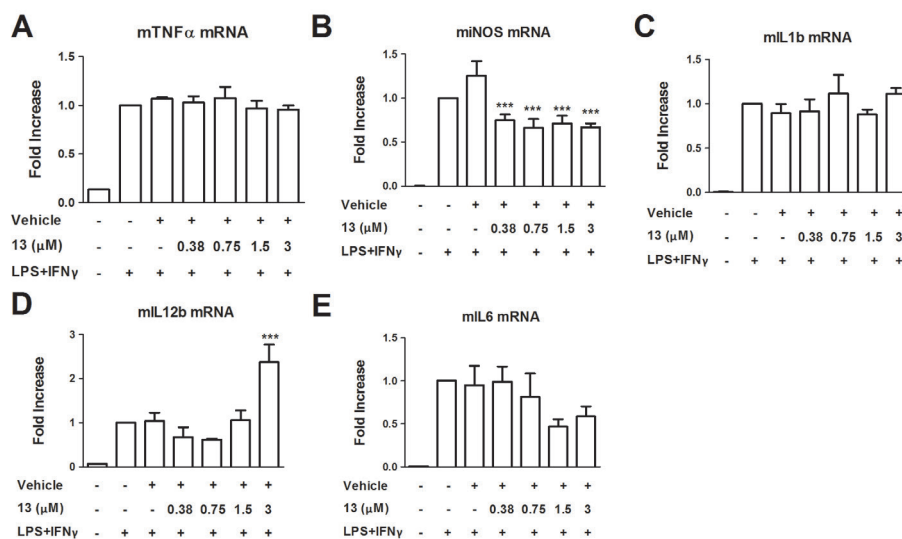 A
mTNFα mRNA
Fold Increase
1.5
1.0
0.5
0.0
Vehicle - - + + + + +
13 (μM) - - - 0.38 0.75 1.5 3
LPS+IFNγ - + + + + + +
B
miNOS mRNA
Fold Increase
1.5
1.0
0.5
0.0
*** *** *** ***
Vehicle - - + + + + +
13 (μM) - - - 0.38 0.75 1.5 3
LPS+IFNγ - + + + + + +
C
mIL1b mRNA
Fold Increase
1.5
1.0
0.5
0.0
Vehicle - - + + + + +
13 (μM) - - - 0.38 0.75 1.5 3
LPS+IFNγ - + + + + + +
D
mIL12b mRNA
Fold Increase
3
2
1
0
***
Vehicle - - + + + + +
13 (μM) - - - 0.38 0.75 1.5 3
LPS+IFNγ - + + + + + +
E
mIL6 mRNA
Fold Increase
1.5
1.0
0.5
0.0
Vehicle - - + + + + +
13 (μM) - - - 0.38 0.75 1.5 3
LPS+IFNγ - + + + + + +